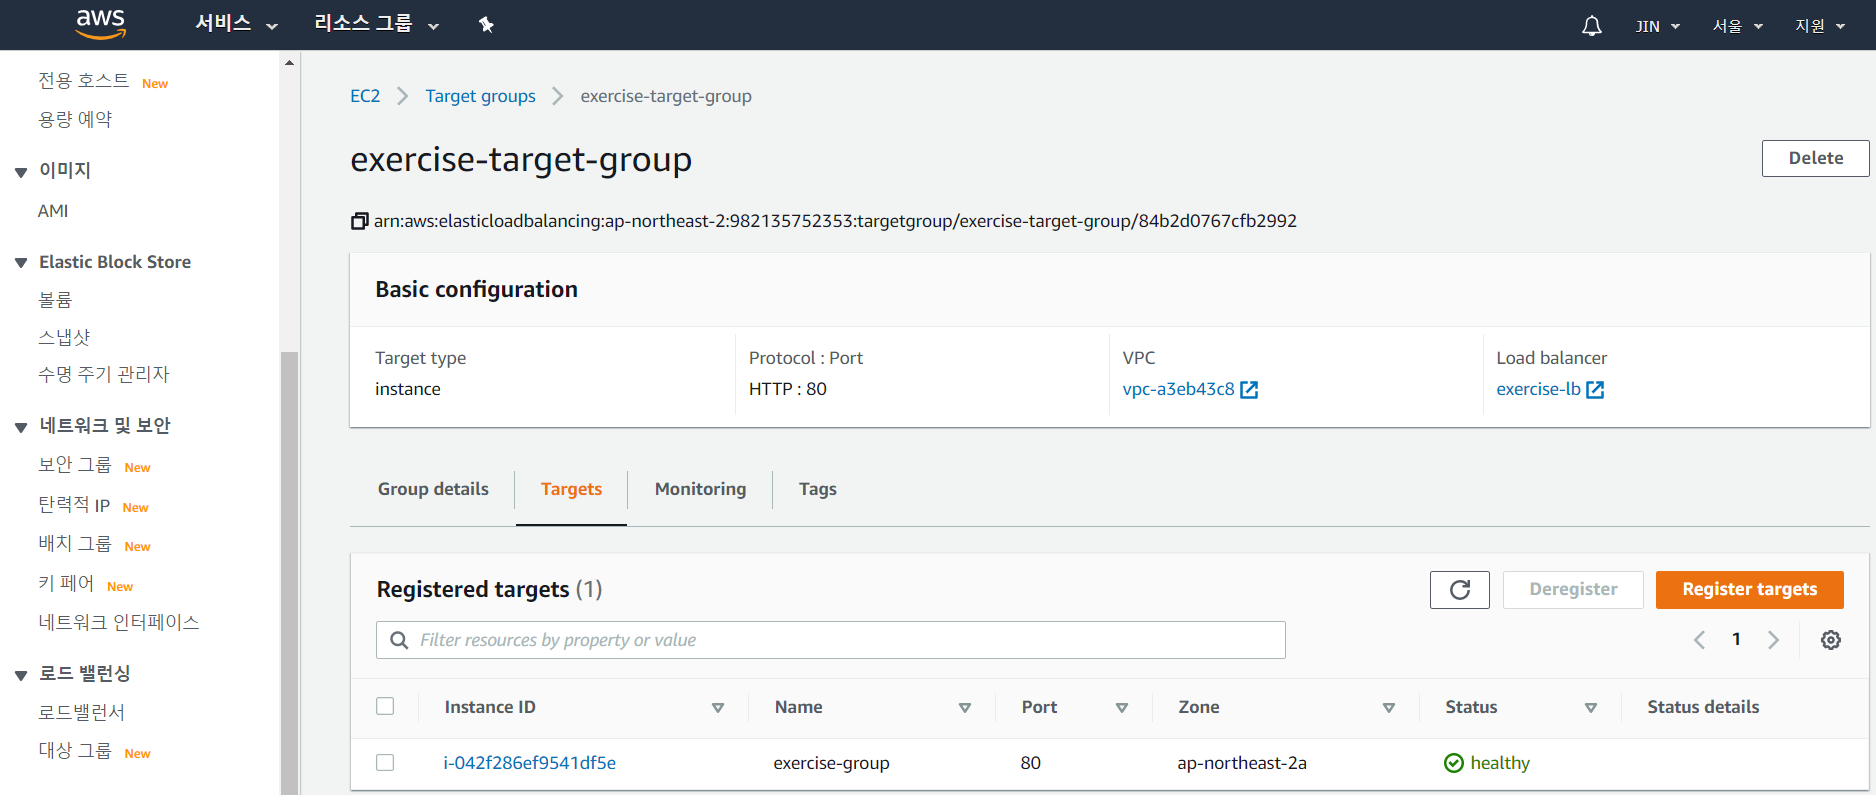 aws 서비스 리소스 그룹 JIN 서울 지원
전용 호스트 New
용량 예약
이미지
AMI
Elastic Block Store
볼륨
스냅샷
수명 주기 관리자
네트워크 및 보안
보안 그룹 New
탄력적 IP New
배치 그룹 New
키 페어 New
네트워크 인터페이스
로드 밸런싱
로드밸런서
대상 그룹 New
EC2 Target groups exercise-target-group
exercise-target-group Delete
arn:aws:elasticloadbalancing:ap-northeast-2:982135752353:targetgroup/exercise-target-group/84b2d0767cfb2992
Basic configuration
Target type Protocol : Port VPC Load balancer
instance HTTP : 80 vpc-a3eb43c8 exercise-lb
Group details Targets Monitoring Tags
Registered targets (1) Deregister Register targets
Filter resources by property or value 1
Instance ID Name Port Zone Status Status details
i-042f286ef9541df5e exercise-group 80 ap-northeast-2a healthy